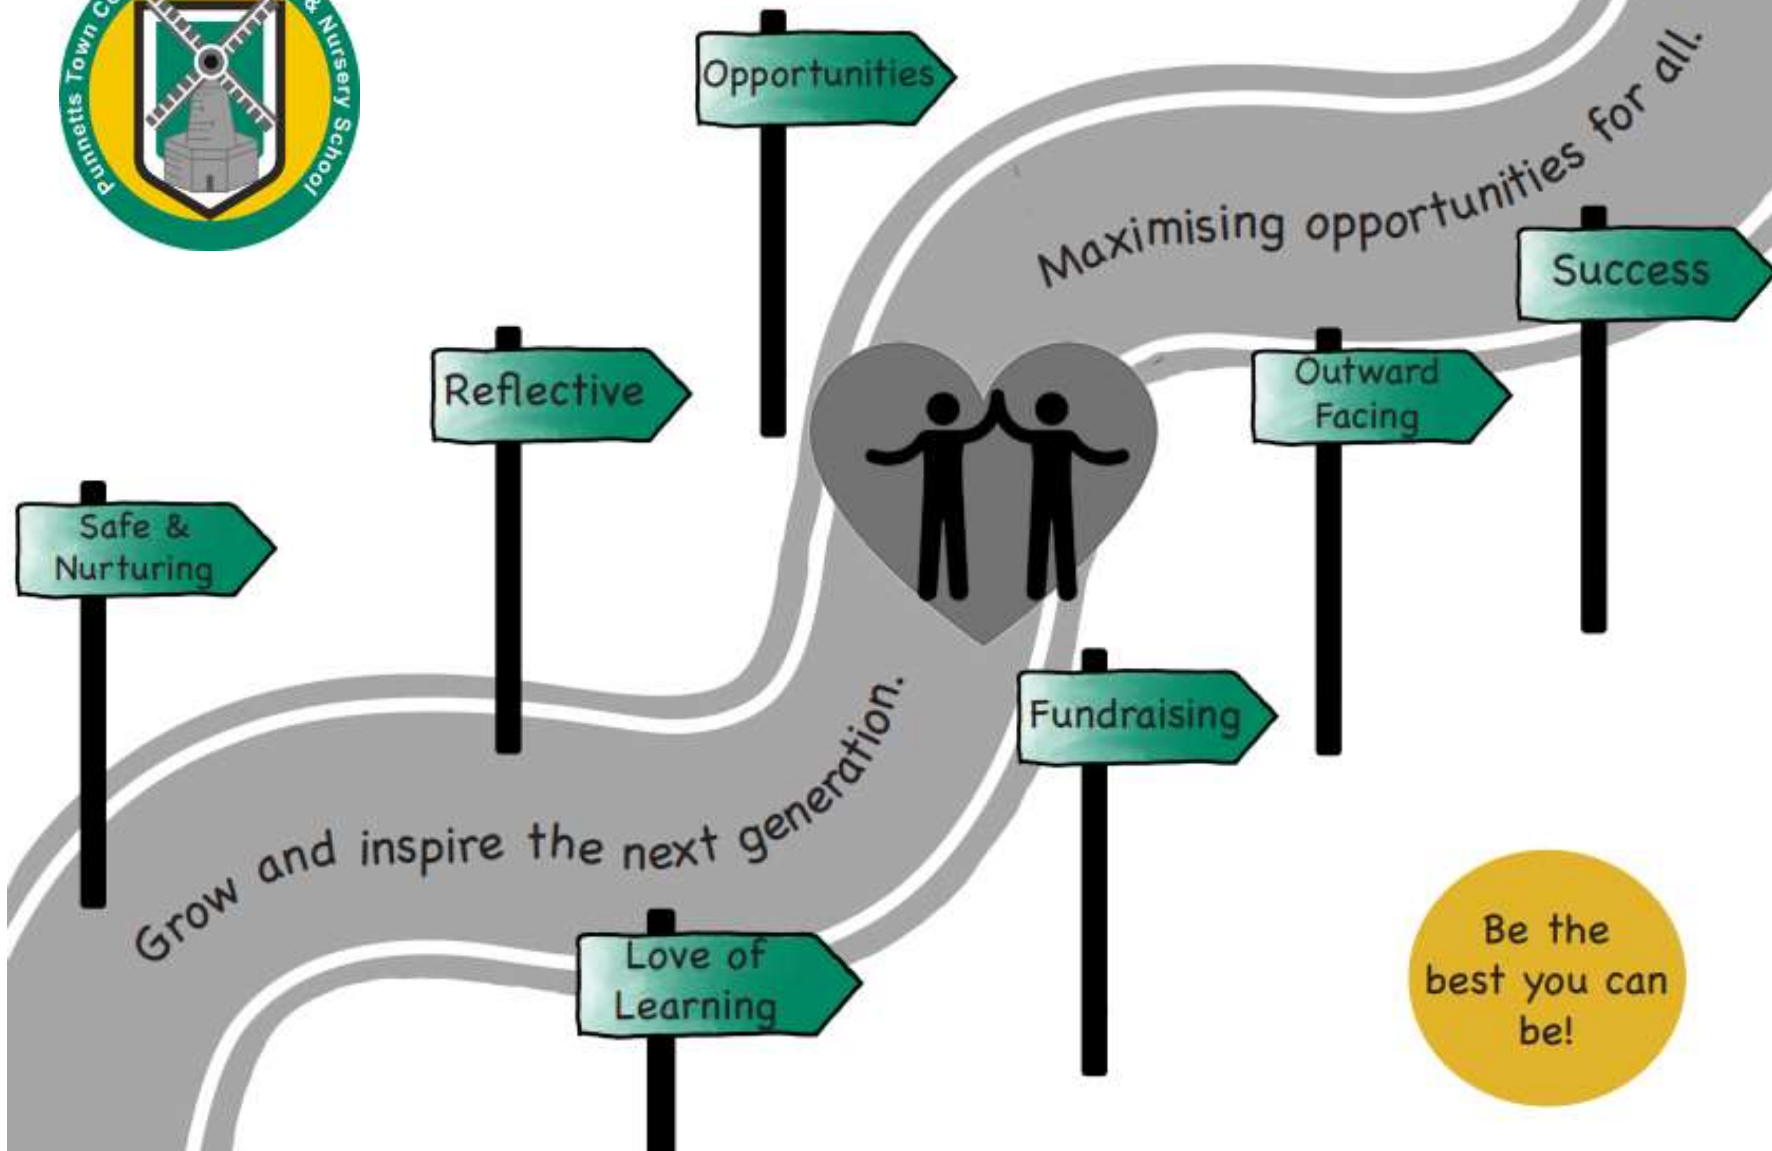 Punnetts Town Co
& Nursery School
Opportunities
Maximising opportunities for all.
Success
Reflective
Outward
Facing
Safe &
Nurturing
Fundraising
Grow and inspire the next generation.
Love of
Learning
Be the
best you can
be!